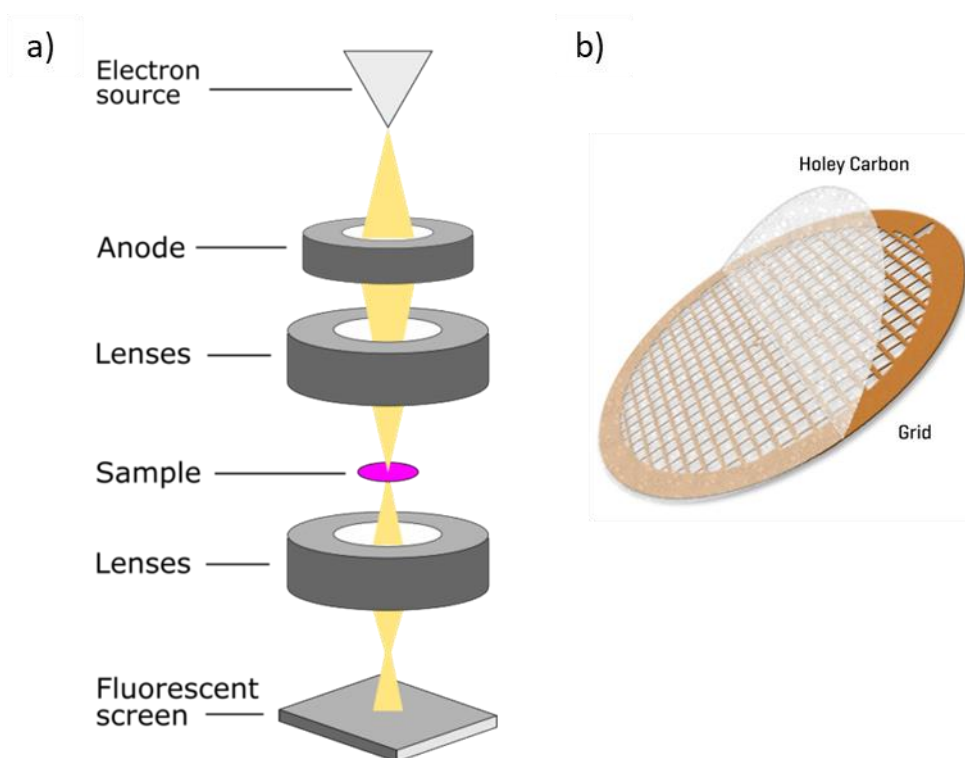 a)
Electron
source
Anode
Lenses
Sample
Lenses
Fluorescent
screen
b)
Holey Carbon
Grid